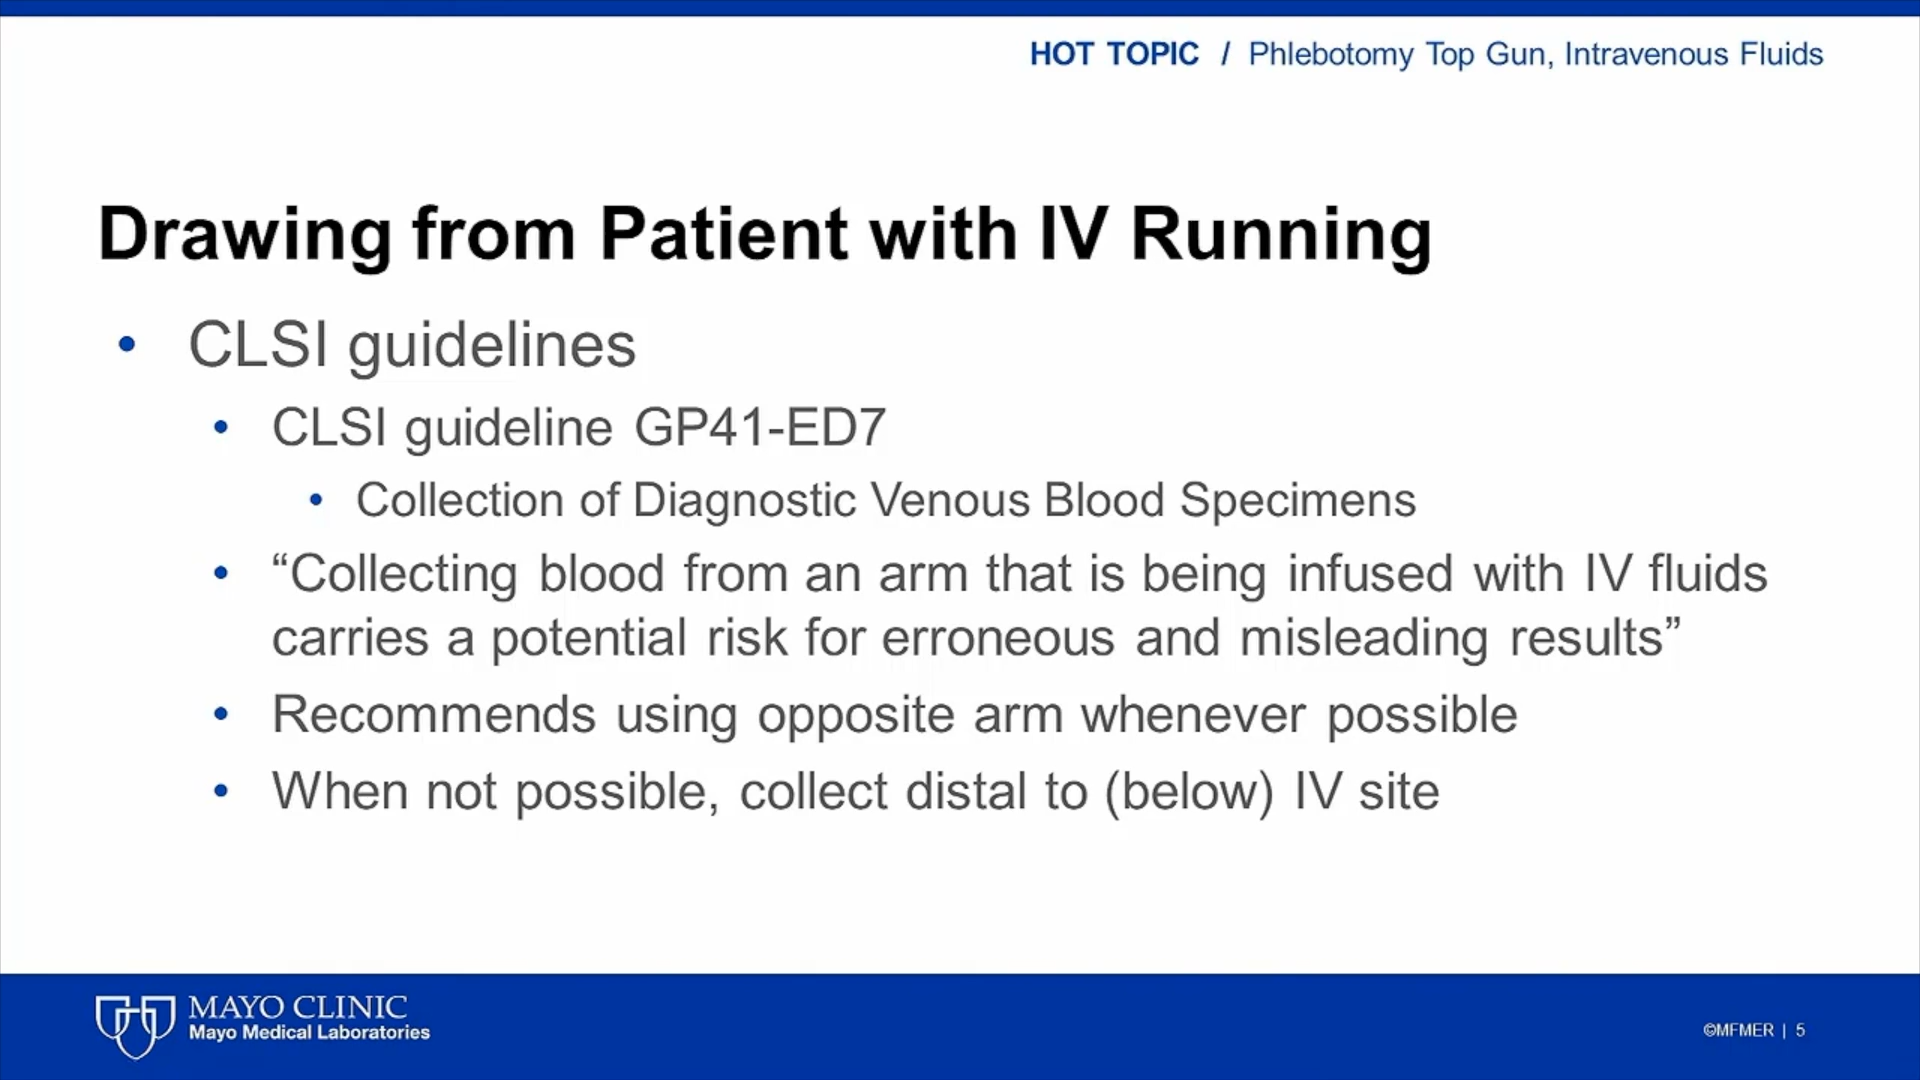 HOT TOPIC / Phlebotomy Top Gun, Intravenous Fluids
Drawing from Patient with IV Running
• CLSI guidelines
• CLSI guideline GP41-ED7
• Collection of Diagnostic Venous Blood Specimens
• “Collecting blood from an arm that is being infused with IV fluids
carries a potential risk for erroneous and misleading results”
• Recommends using opposite arm whenever possible
• When not possible, collect distal to (below) IV site
MAYO CLINIC
Mayo Medical Laboratories
©MFMER | 5